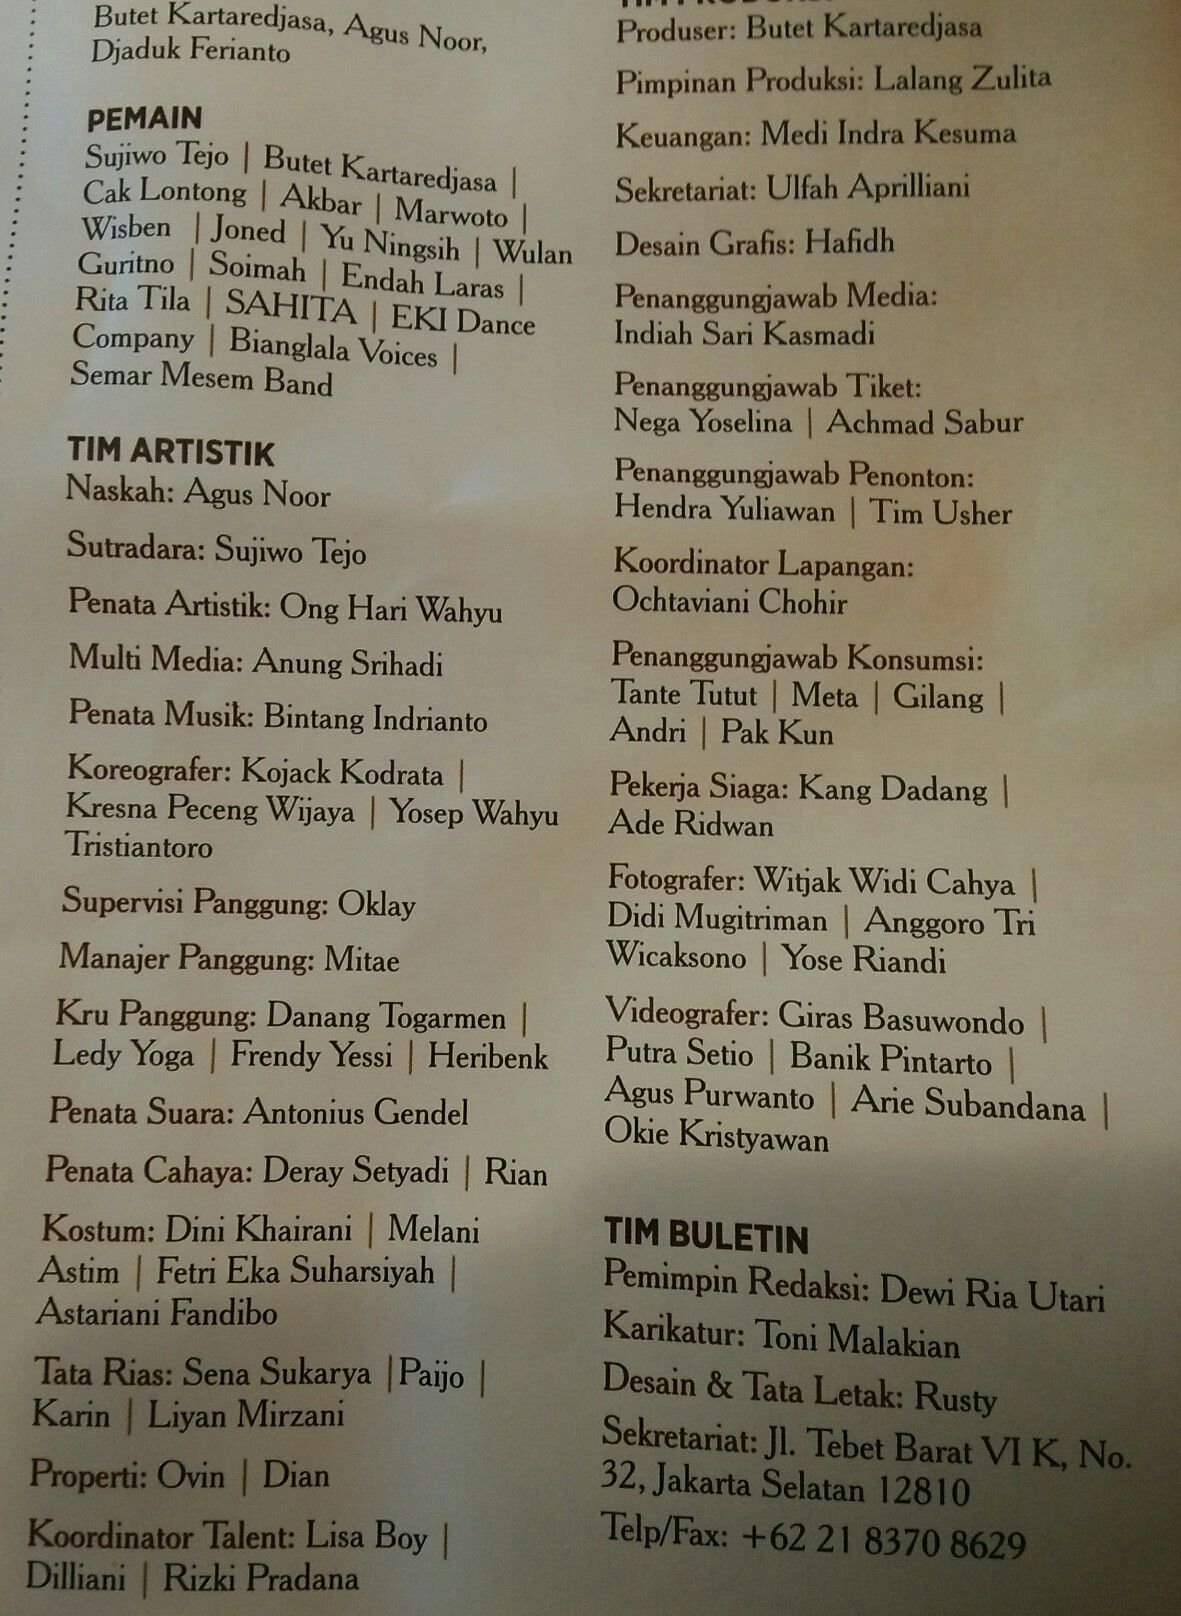 Butet Kartaredjasa, Agus Noor,
Djaduk Ferianto
PEMAIN
Sujiwo Tejo | Butet Kartaredjasa |
Cak Lontong | Akbar | Marwoto |
Wisben | Joned | Yu Ningsih | Wulan
Guritno | Soimah | Endah Laras |
Rita Tila | SAHITA | EKI Dance
Company | Bianglala Voices |
Semar Mesem Band
TIM ARTISTIK
Naskah: Agus Noor
Sutradara: Sujiwo Tejo
Penata Artistik: Ong Hari Wahyu
Multi Media: Anung Srihadi
Penata Musik: Bintang Indrianto
Koreografer: Kojack Kodrata |
Kresna Peceng Wijaya | Yosep Wahyu
Tristiantoro
Supervisi Panggung: Oklay
Manajer Panggung: Mitae
Kru Panggung: Danang Togarmen |
Ledy Yoga | Frendy Yessi | Heribenk
Penata Suara: Antonius Gendel
Penata Cahaya: Deray Setyadi | Rian
Kostum: Dini Khairani | Melani
Astim | Fetri Eka Suharsiyah |
Astariani Fandibo
Tata Rias: Sena Sukarya |Paijo |
Karin | Liyan Mirzani
Properti: Ovin | Dian
Koordinator Talent: Lisa Boy |
Dilliani | Rizki Pradana
TIM PRODUKSI
Produser: Butet Kartaredjasa
Pimpinan Produksi: Lalang Zulita
Keuangan: Medi Indra Kesuma
Sekretariat: Ulfah Aprilliani
Desain Grafis: Hafidh
Penanggungjawab Media:
Indiah Sari Kasmadi
Penanggungjawab Tiket:
Nega Yoselina | Achmad Sabur
Penanggungjawab Penonton:
Hendra Yuliawan | Tim Usher
Koordinator Lapangan:
Ochtaviani Chohir
Penanggungjawab Konsumsi:
Tante Tutut | Meta | Gilang |
Andri | Pak Kun
Pekerja Siaga: Kang Dadang |
Ade Ridwan
Fotografer: Witjak Widi Cahya |
Didi Mugitriman | Anggoro Tri
Wicaksono | Yose Riandi
Videografer: Giras Basuwondo |
Putra Setio | Banik Pintarto |
Agus Purwanto | Arie Subandana |
Okie Kristyawan
TIM BULETIN
Pemimpin Redaksi: Dewi Ria Utari
Karikatur: Toni Malakian
Desain & Tata Letak: Rusty
Sekretariat: Jl. Tebet Barat VI K, No.
32, Jakarta Selatan 12810
Telp/Fax: +62 21 8370 8629